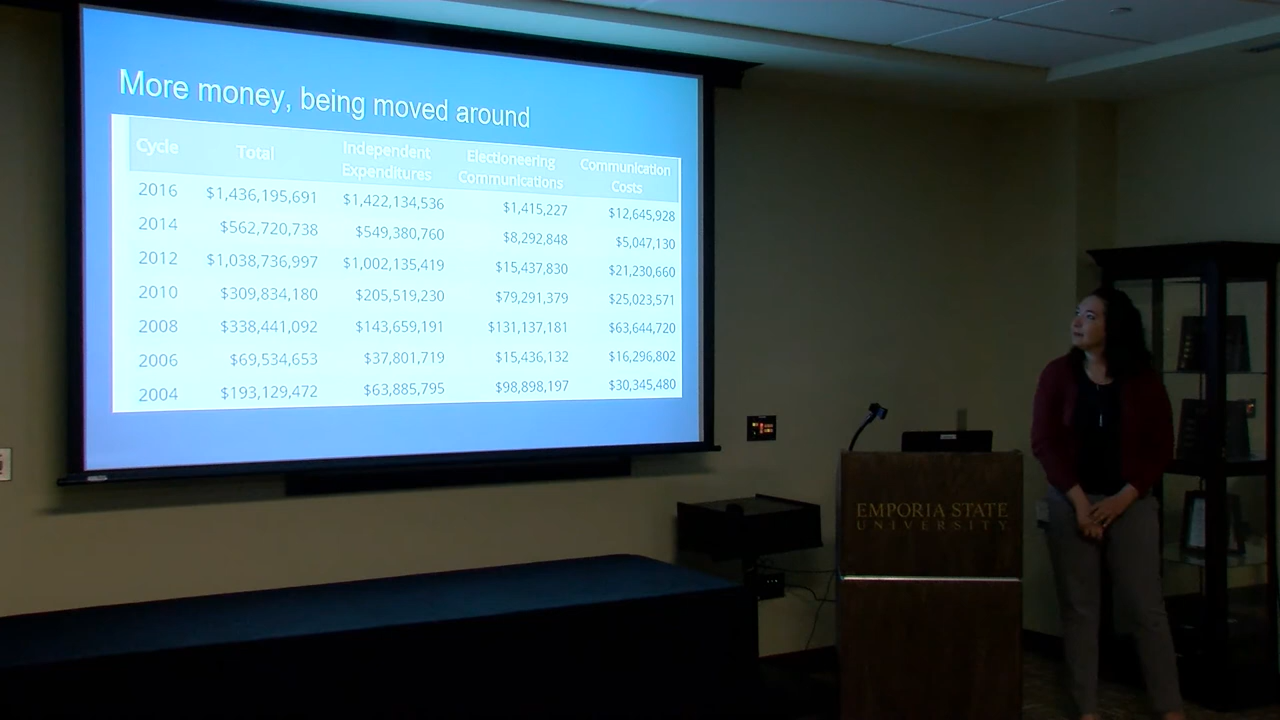 More money, being moved around
Cycle Total Independent Expenditures Electioneering Communications Communication Costs
2016 $1,436,195,691 $1,422,134,536 $1,415,227 $12,645,928
2014 $562,720,738 $549,380,760 $8,292,848 $5,047,130
2012 $1,038,736,997 $1,002,135,419 $15,437,830 $21,230,660
2010 $309,834,180 $205,519,230 $79,291,379 $25,023,571
2008 $338,441,092 $143,659,191 $131,137,181 $63,644,720
2006 $69,534,653 $37,801,719 $15,436,132 $16,296,802
2004 $193,129,472 $63,885,795 $98,898,197 $30,345,480
EMPORIA STATE
UNIVERSITY